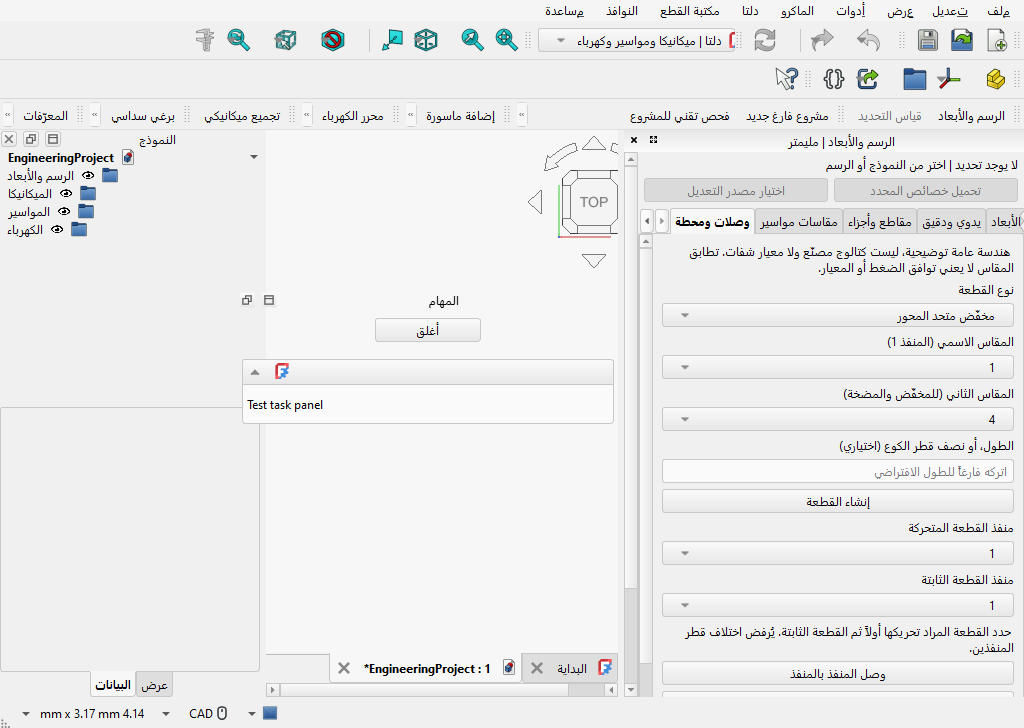 ملف تعديل عرض أدوات الماكرو دلتا مكتبة القطع النوافذ مساعدة
دلتا | ميكانيكا ومواسير وكهرباء
الرسم والأبعاد قياس التحديد مشروع فارغ جديد فحص تقني للمشروع » إضافة ماسورة » محرر الكهرباء » تجميع ميكانيكي برغي سداسي » المعرّفات »
الرسم والأبعاد | مليمتر
لا يوجد تحديد | اختر من النموذج أو الرسم
تحميل خصائص المحدد اختيار مصدر التعديل
الأبعاد يدوي ودقيق مقاطع وأجزاء مقاسات مواسير وصلات ومحطة
هندسة عامة توضيحية، ليست كتالوج مصنّع ولا معيار شفات. تطابق
المقاس لا يعني توافق الضغط أو المعيار.
نوع القطعة
مخفّض متحد المحور
المقاس الاسمي (المنفذ 1)
1
المقاس الثاني (للمخفّض والمضخة)
4
الطول، أو نصف قطر الكوع (اختياري)
اتركه فارغاً للطول الافتراضي
إنشاء القطعة
منفذ القطعة المتحركة
1
منفذ القطعة الثابتة
1
حدد القطعة المراد تحريكها أولاً ثم القطعة الثابتة. يُرفض اختلاف قطر
المنفذين.
وصل المنفذ بالمنفذ
TOP
المهام
أغلق
Test task panel
البداية
EngineeringProject : 1*
النموذج
EngineeringProject
الرسم والأبعاد
الميكانيكا
المواسير
الكهرباء
عرض البيانات
CAD
mm x 3.17 mm 4.14